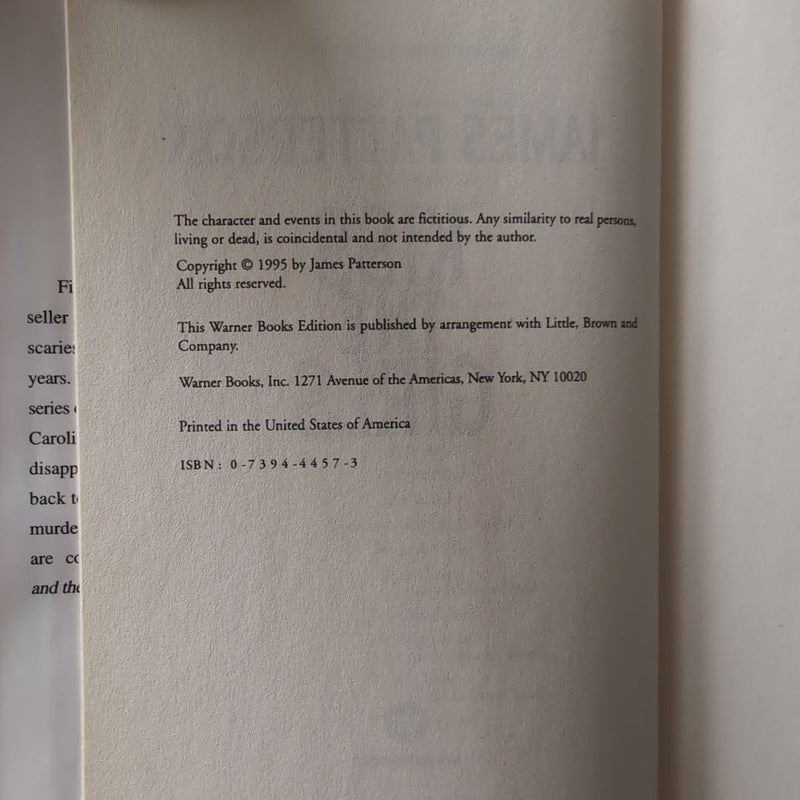 Fi
seller
scaries
years.
series
Caroli
disapp
back t
murde
are co
and the
The character and events in this book are fictitious. Any similarity to real persons,
living or dead, is coincidental and not intended by the author.
Copyright © 1995 by James Patterson
All rights reserved.
This Warner Books Edition is published by arrangement with Little, Brown and
Company.
Warner Books, Inc. 1271 Avenue of the Americas, New York, NY 10020
Printed in the United States of America
ISBN: 0-7394-4457-3